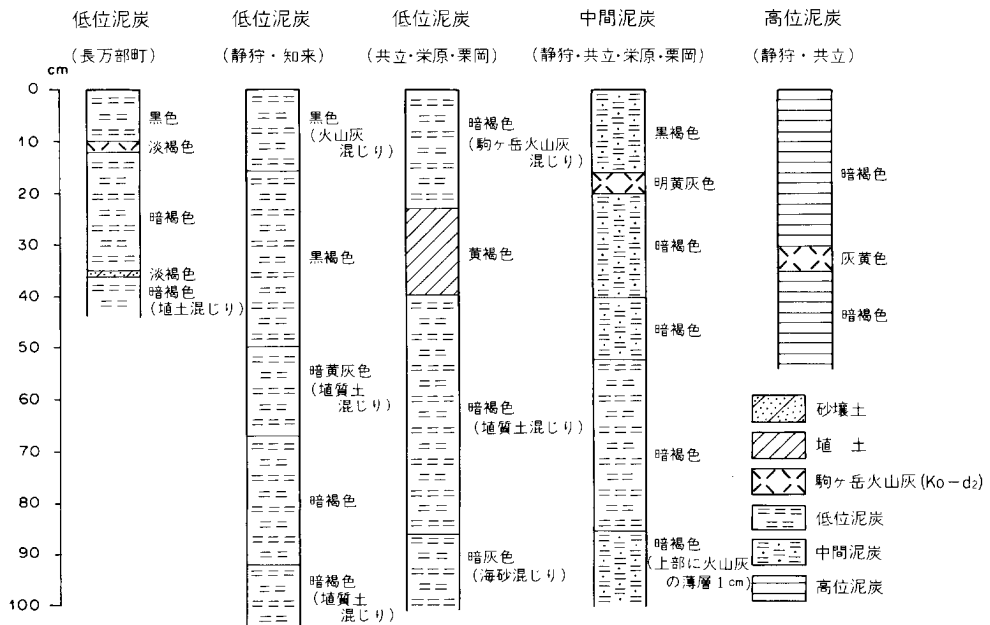 低位泥炭
(長万部町)
低位泥炭
(静狩・知来)
低位泥炭
(共立・栄原・栗岡)
中間泥炭
(静狩・共立・栄原・栗岡)
高位泥炭
(静狩・共立)
cm
0
10
20
30
40
50
60
70
80
90
100
黒色
淡褐色
暗褐色
淡褐色
暗褐色
(埴土混じり)
黒色
(火山灰
混じり)
黒褐色
暗黄灰色
(埴質土
混じり)
暗褐色
暗褐色
(埴質土
混じり)
暗褐色
(駒ヶ岳火山灰
混じり)
黄褐色
暗褐色
(埴質土混じり)
暗灰色
(海砂混じり)
黒褐色
明黄灰色
暗褐色
暗褐色
暗褐色
暗褐色
(上部に火山灰
の薄層1cm)
暗褐色
灰黄色
暗褐色
砂壌土
埴 土
駒ヶ岳火山灰(Ko-d₂)
低位泥炭
中間泥炭
高位泥炭